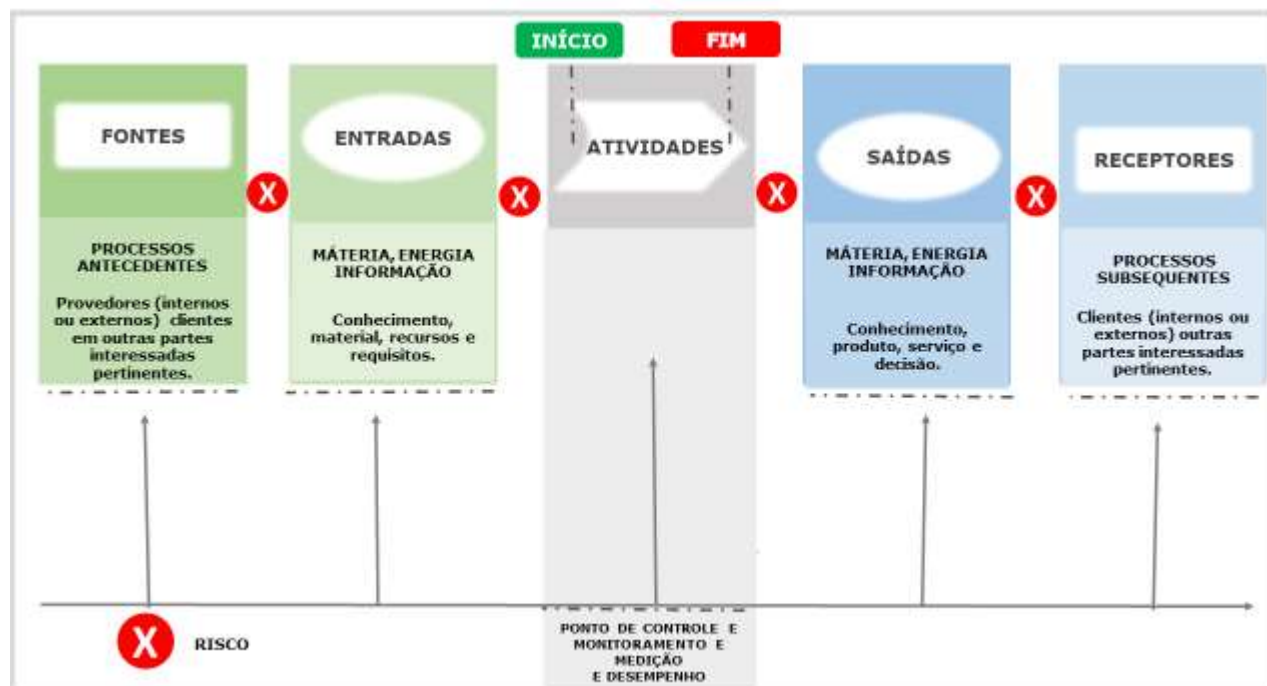 INÍCIO
FIM
FONTES
ENTRADAS
ATIVIDADES
SAÍDAS
RECEPTORES
X
X
X
X
PROCESSOS
ANTECEDENTES
Provedores (internos
ou externos) clientes
em outras partes
interessadas
pertinentes.
MÁTERIA, ENERGIA
INFORMAÇÃO
Conhecimento,
material, recursos e
requisitos.
MÁTERIA, ENERGIA
INFORMAÇÃO
Conhecimento,
produto, serviço e
decisão.
PROCESSOS
SUBSEQUENTES
Clientes (internos ou
externos) outras
partes interessadas
pertinentes.
X
RISCO
PONTO DE CONTROLE E
MONITORAMENTO E
MEDIÇÃO
E DESEMPENHO